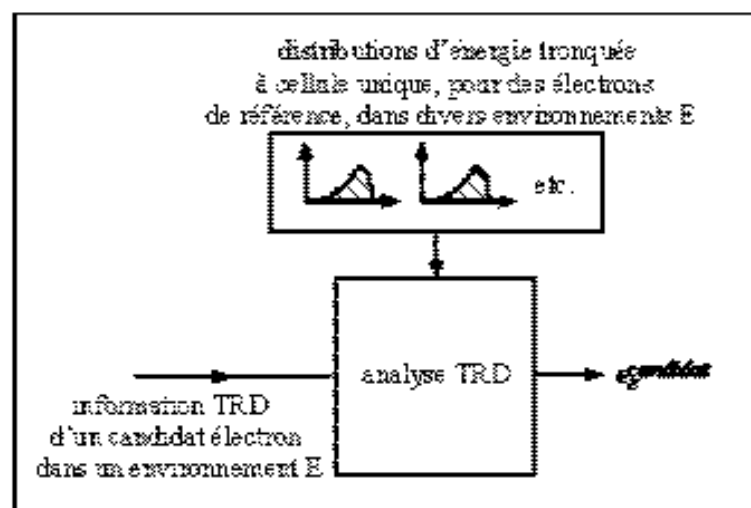 distributions d'énergie tronquée
à cellule unique, pour des électrons
de référence, dans divers environnements E
etc.
analyse TRD
information TRD
d'un candidat électron
dans un environnement E
candidat